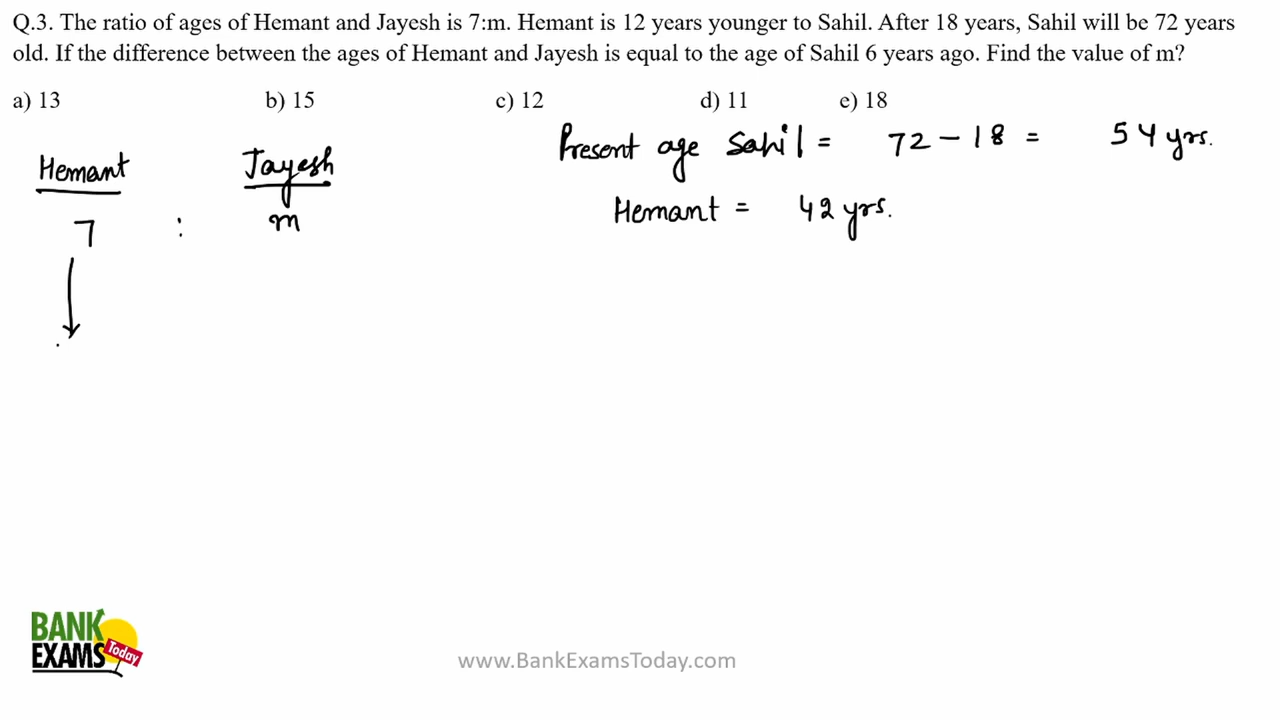 Q.3. The ratio of ages of Hemant and Jayesh is 7:m. Hemant is 12 years younger to Sahil. After 18 years, Sahil will be 72 years
old. If the difference between the ages of Hemant and Jayesh is equal to the age of Sahil 6 years ago. Find the value of m?
a) 13 b) 15 c) 12 d) 11 e) 18
Present age Sahil = 72 - 18 = 54 yrs.
Hemant Jayesh
Hemant = 42 yrs.
7 : m
BANK
EXAMS Today
www.BankExamsToday.com